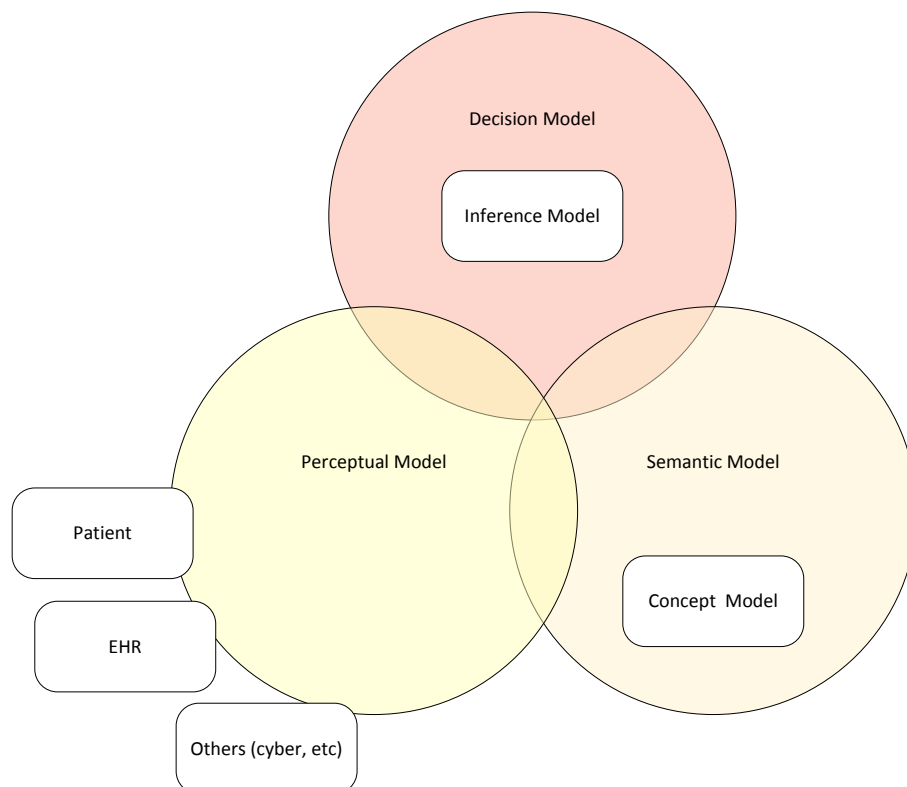 Decision Model
Inference Model
Perceptual Model
Semantic Model
Patient
Concept  Model
EHR
Others (cyber, etc)